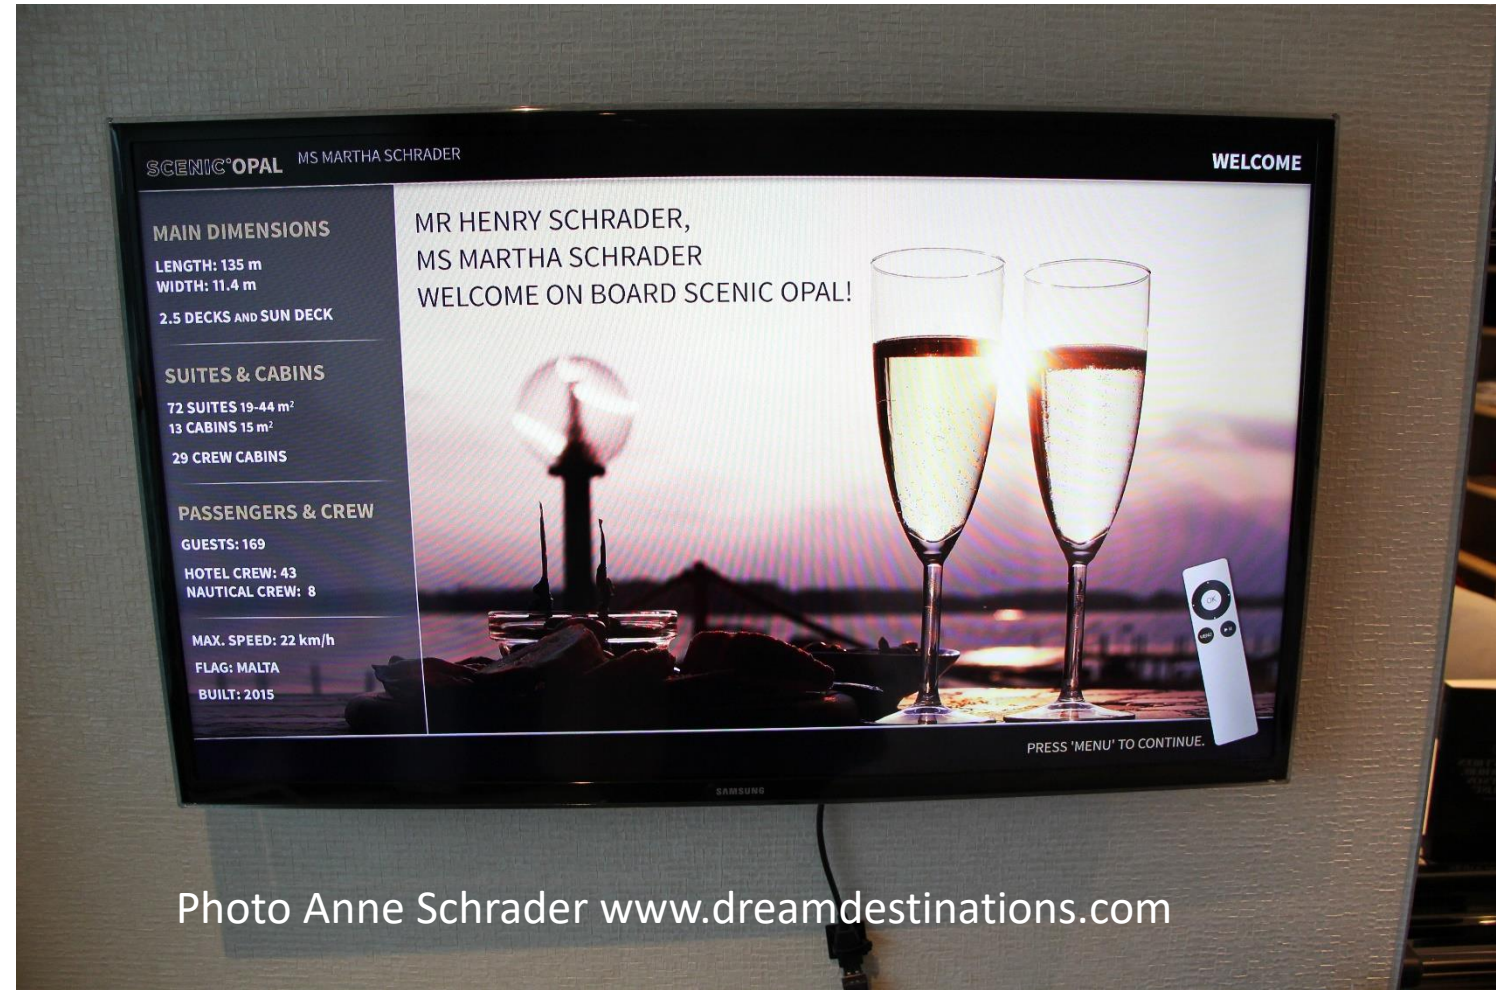 SCENIC°OPAL MS MARTHA SCHRADER
WELCOME
MAIN DIMENSIONS
LENGTH: 135 m
WIDTH: 11.4 m
2.5 DECKS AND SUN DECK
SUITES & CABINS
72 SUITES 19-44 m²
13 CABINS 15 m²
29 CREW CABINS
PASSENGERS & CREW
GUESTS: 169
HOTEL CREW: 43
NAUTICAL CREW: 8
MAX. SPEED: 22 km/h
FLAG: MALTA
BUILT: 2015
MR HENRY SCHRADER,
MS MARTHA SCHRADER
WELCOME ON BOARD SCENIC OPAL!
OK
MENU
PRESS 'MENU' TO CONTINUE.
SAMSUNG
Photo Anne Schrader www.dreamdestinations.com